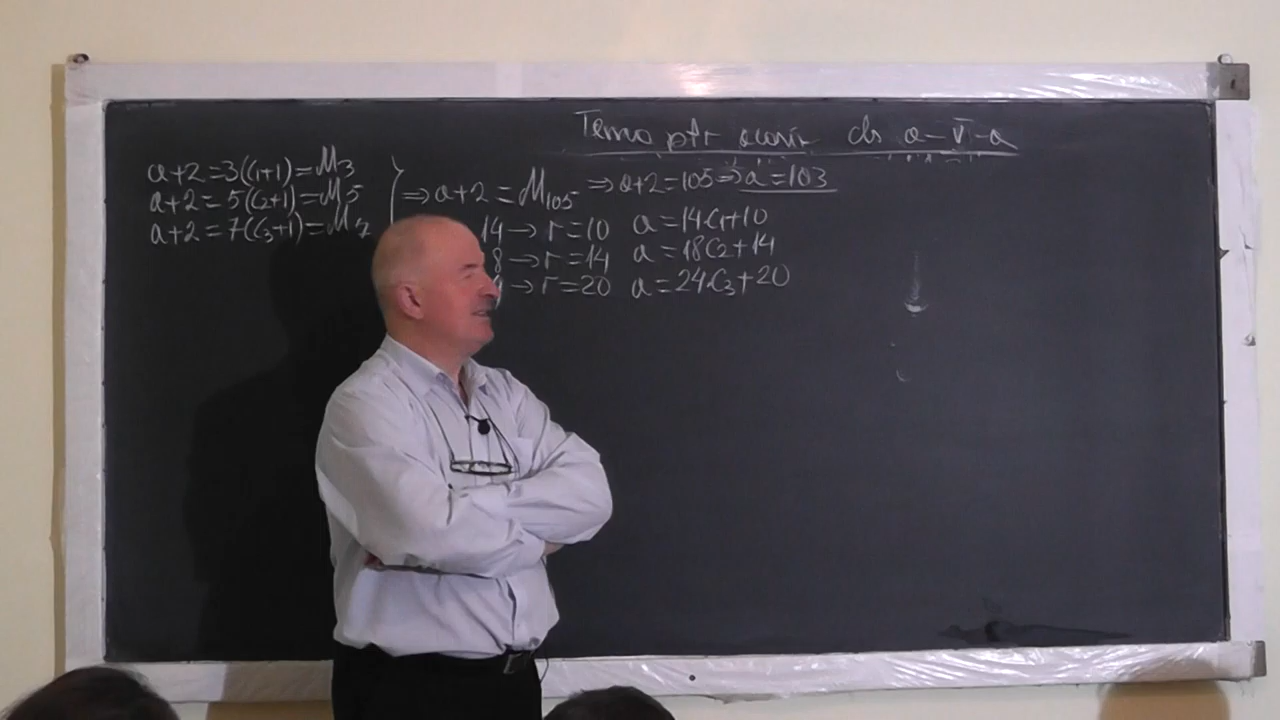 Tema ptr acasă cls a-V-a
a+2=3(c₁+1)=M₃
a+2=5(c₂+1)=M5
a+2=7(c₃+1)=M₇
⇒a+2=M₁₀₅ ⇒a+2=105⇒a=103
14→r=10 a=14c₁+10
8→r=14 a=18c₂+14
→r=20 a=24c₃+20